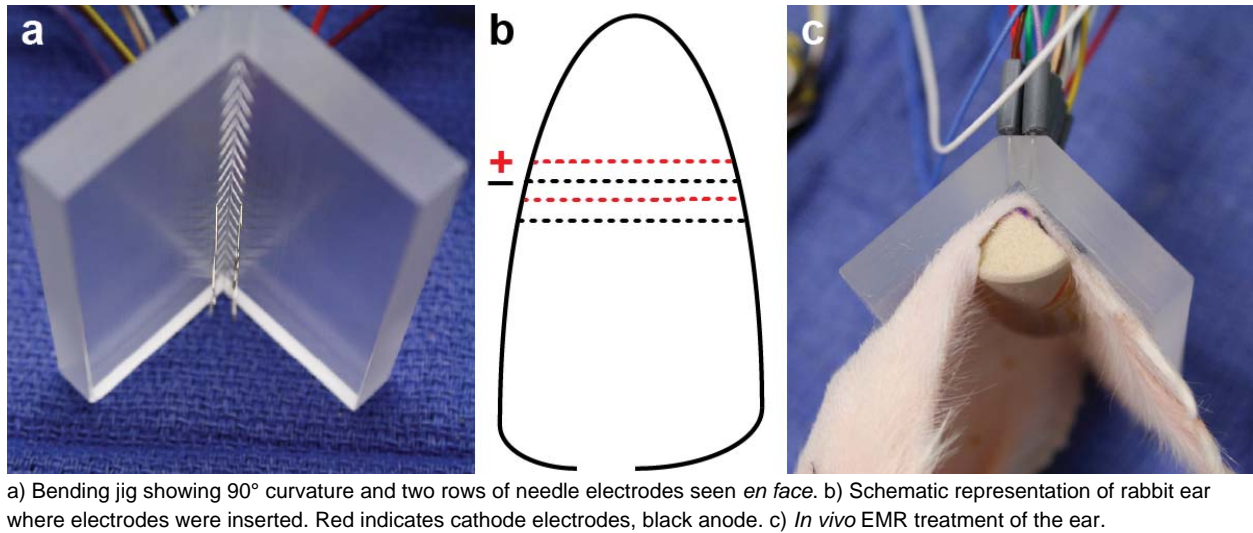 a
b
c
+
−
a) Bending jig showing 90° curvature and two rows of needle electrodes seen en face. b) Schematic representation of rabbit ear
where electrodes were inserted. Red indicates cathode electrodes, black anode. c) In vivo EMR treatment of the ear.